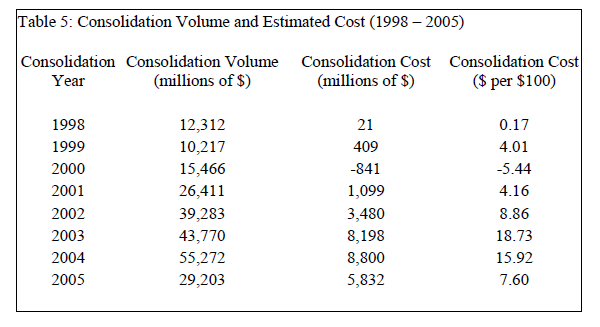 Table 5: Consolidation Volume and Estimated Cost (1998 – 2005)
Consolidation Consolidation Volume Consolidation Cost Consolidation Cost
Year (millions of $) (millions of $) ($ per $100)
1998 12,312 21 0.17
1999 10,217 409 4.01
2000 15,466 -841 -5.44
2001 26,411 1,099 4.16
2002 39,283 3,480 8.86
2003 43,770 8,198 18.73
2004 55,272 8,800 15.92
2005 29,203 5,832 7.60